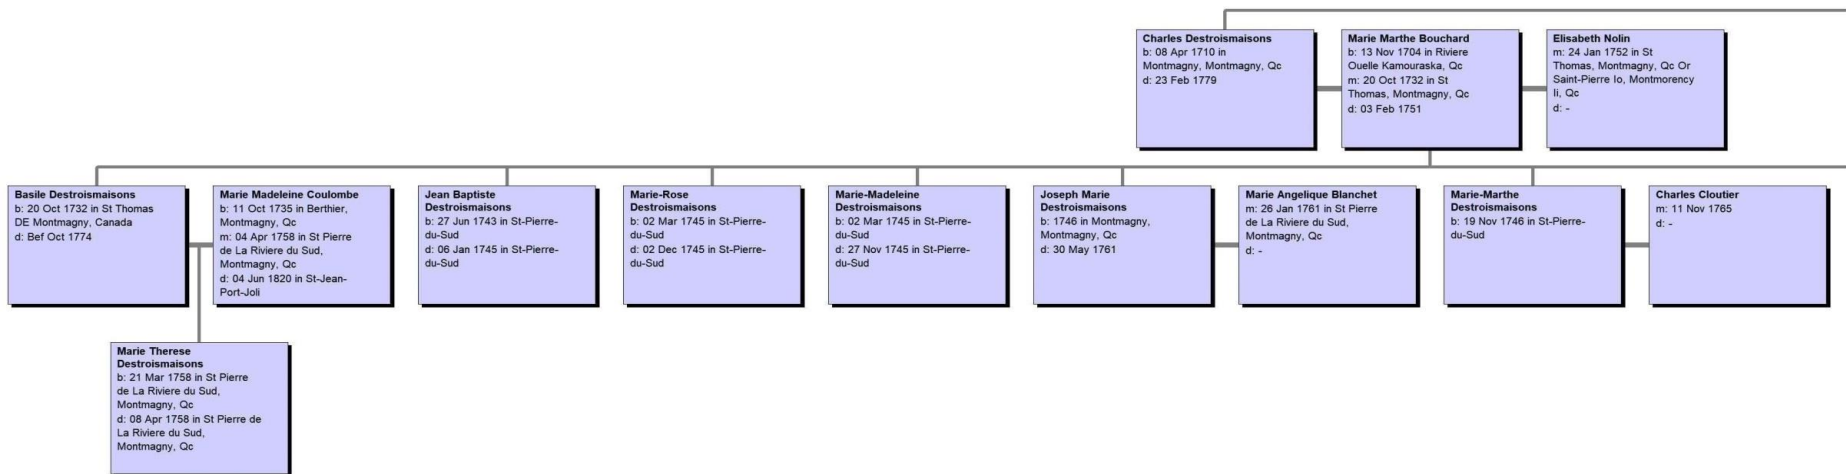 Charles Destroismaisons
b: 08 Apr 1710 in
Montmagny, Montmagny, Qc
d: 23 Feb 1779
Marie Marthe Bouchard
b: 13 Nov 1704 in Riviere
Ouelle Kamouraska, Qc
m: 20 Oct 1732 in St
Thomas, Montmagny, Qc
d: 03 Feb 1751
Elisabeth Nolin
m: 24 Jan 1752 in St
Thomas, Montmagny, Qc Or
Saint-Pierre Io, Montmorency
Ii, Qc
d: -
Basile Destroismaisons
b: 20 Oct 1732 in St Thomas
DE Montmagny, Canada
d: Bef Oct 1774
Marie Madeleine Coulombe
b: 11 Oct 1735 in Berthier,
Montmagny, Qc
m: 04 Apr 1758 in St Pierre
de La Riviere du Sud,
Montmagny, Qc
d: 04 Jun 1820 in St-Jean-
Port-Joli
Jean Baptiste
Destroismaisons
b: 27 Jun 1743 in St-Pierre-
du-Sud
d: 06 Jan 1745 in St-Pierre-
du-Sud
Marie-Rose
Destroismaisons
b: 02 Mar 1745 in St-Pierre-
du-Sud
d: 02 Dec 1745 in St-Pierre-
du-Sud
Marie-Madeleine
Destroismaisons
b: 02 Mar 1745 in St-Pierre-
du-Sud
d: 27 Nov 1745 in St-Pierre-
du-Sud
Joseph Marie
Destroismaisons
b: 1746 in Montmagny,
Montmagny, Qc
d: 30 May 1761
Marie Angelique Blanchet
m: 26 Jan 1761 in St Pierre
de La Riviere du Sud,
Montmagny, Qc
d: -
Marie-Marthe
Destroismaisons
b: 19 Nov 1746 in St-Pierre-
du-Sud
Charles Cloutier
m: 11 Nov 1765
d: -
Marie Therese
Destroismaisons
b: 21 Mar 1758 in St Pierre
de La Riviere du Sud,
Montmagny, Qc
d: 08 Apr 1758 in St Pierre de
La Riviere du Sud,
Montmagny, Qc